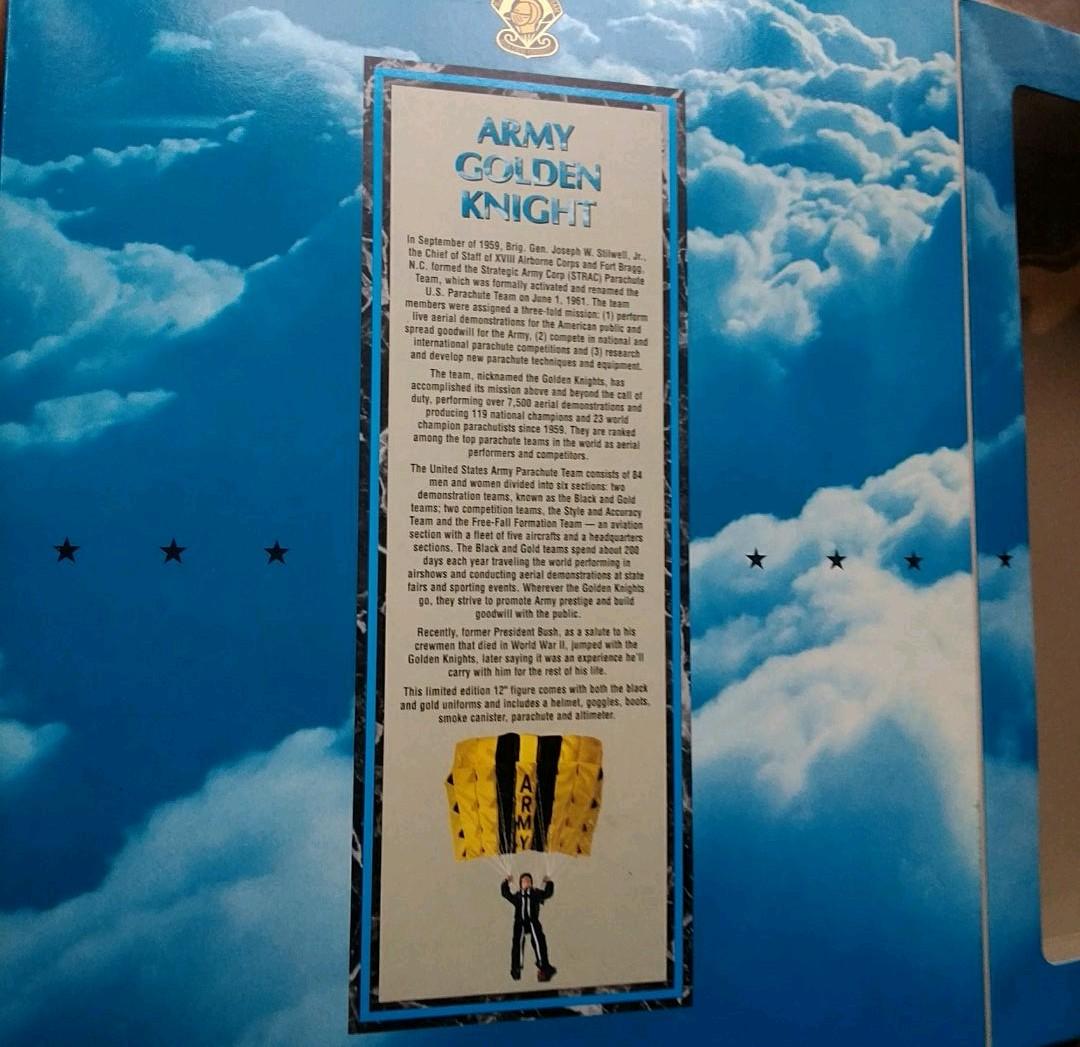 ARMY
GOLDEN
KNIGHT
In September of 1959, Brig. Gen. Joseph W. Stilwell, Jr.,
the Chief of Staff of XVIII Airborne Corps and Fort Bragg,
N.C. formed the Strategic Army Corp (STRAC) Parachute
Team, which was formally activated and renamed the
U.S. Parachute Team on June 1, 1961. The team
members were assigned a three-fold mission: (1) perform
live aerial demonstrations for the American public and
spread goodwill for the Army, (2) compete in national and
international parachute competitions and (3) research
and develop new parachute techniques and equipment.
The team, nicknamed the Golden Knights, has
accomplished its mission above and beyond the call of
duty, performing over 7,500 aerial demonstrations and
producing 119 national champions and 23 world
champion parachutists since 1959. They are ranked
among the top parachute teams in the world as aerial
performers and competitors.
The United States Army Parachute Team consists of 84
men and women divided into six sections: two
demonstration teams, known as the Black and Gold
teams; two competition teams, the Style and Accuracy
Team and the Free-Fall Formation Team — an aviation
section with a fleet of five aircrafts and a headquarters
sections. The Black and Gold teams spend about 200
days each year traveling the world performing in
airshows and conducting aerial demonstrations at state
fairs and sporting events. Wherever the Golden Knights
go, they strive to promote Army prestige and build
goodwill with the public.
Recently, former President Bush, as a salute to his
crewmen that died in World War II, jumped with the
Golden Knights, later saying it was an experience he'll
carry with him for the rest of his life.
This limited edition 12" figure comes with both the black
and gold uniforms and includes a helmet, goggles, boots,
smoke canister, parachute and altimeter.
ARMY